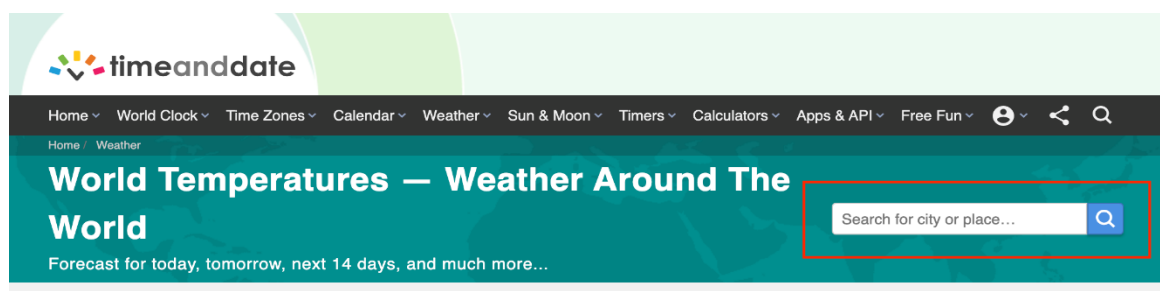 timeanddate
Home World Clock Time Zones Calendar Weather Sun & Moon Timers Calculators Apps & API Free Fun
Home / Weather
World Temperatures — Weather Around The
World
Search for city or place...
Forecast for today, tomorrow, next 14 days, and much more...